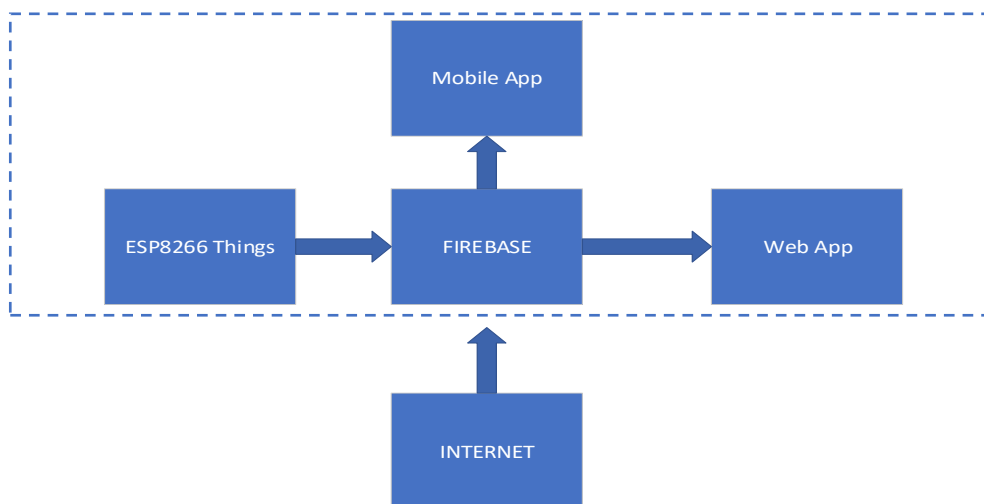 Mobile App
ESP8266 Things
FIREBASE
Web App
INTERNET